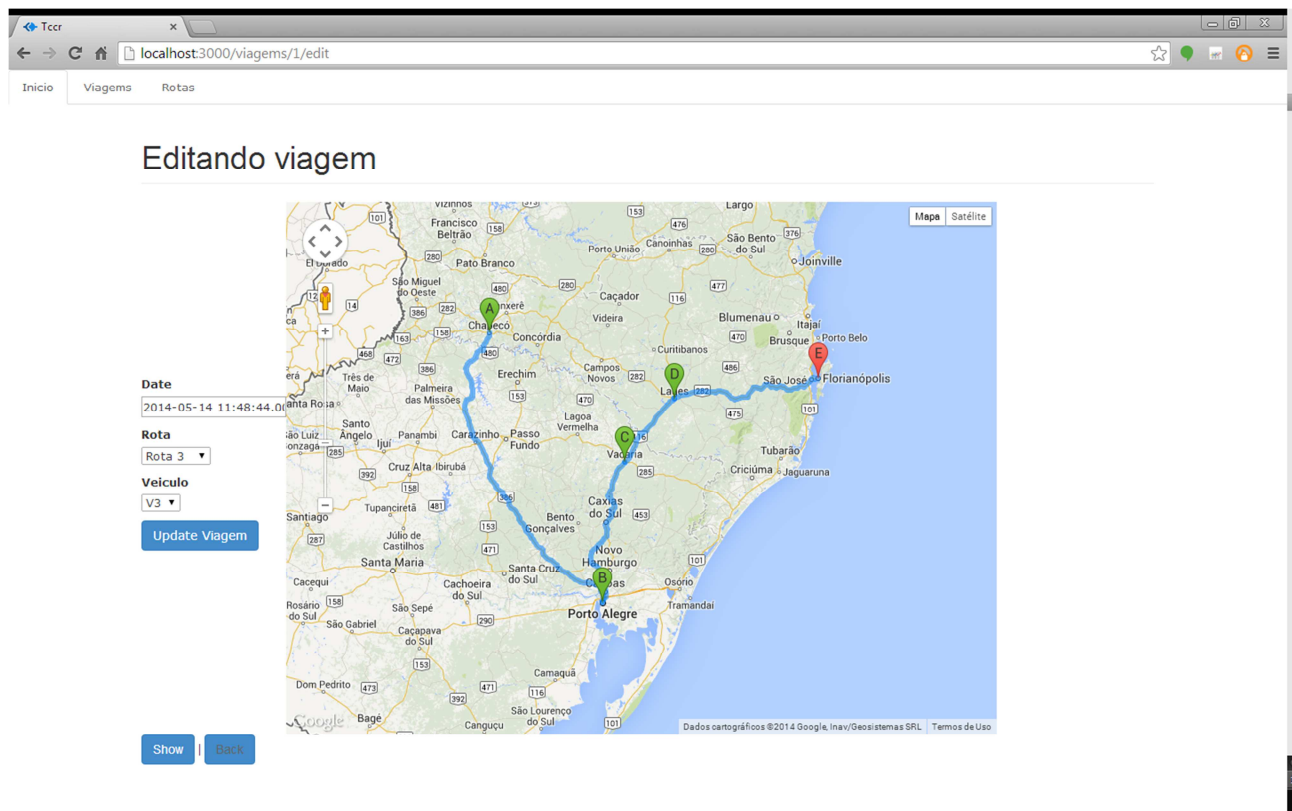 Tccr
localhost:3000/viagems/1/edit
Inicio Viagems Rotas
Editando viagem
Mapa Satélite
Date
2014-05-14 11:48:44.0
Rota
Rota 3
Veiculo
V3
Update Viagem
Show | Back
Vizinhos
Largo
Francisco
Beltrão
Porto União
Canoinhas
São Bento
do Sul
Joinville
Pato Branco
São Miguel
do Oeste
Caçador
Blumenau
Itajaí
Porto Belo
Brusque
Videira
Concórdia
Curitibanos
Campos
Novos
Erechim
São José
Florianópolis
Três de
Maio
Palmeira
das Missões
Lagoa
Vermelha
Santo
Ângelo
Ijuí
Panambi
Carazinho
Passo
Fundo
Tubarão
Criciúma
Jaguaruna
Cruz Alta
Ibirubá
Tupanciretã
Caxias
do Sul
Bento
Gonçalves
Santiago
Júlio de
Castilhos
Novo
Hamburgo
Santa Maria
Santa Cruz
do Sul
Cacequi
Cachoeira
do Sul
Osório
Tramandaí
Rosário
do Sul
São Sepé
Porto Alegre
São Gabriel
Caçapava
do Sul
Camaquã
Dom Pedrito
Bagé
São Lourenço
do Sul
Canguçu
A
B
C
D
E
Google
Dados cartográficos ©2014 Google, Inav/Geosistemas SRL
Termos de Uso